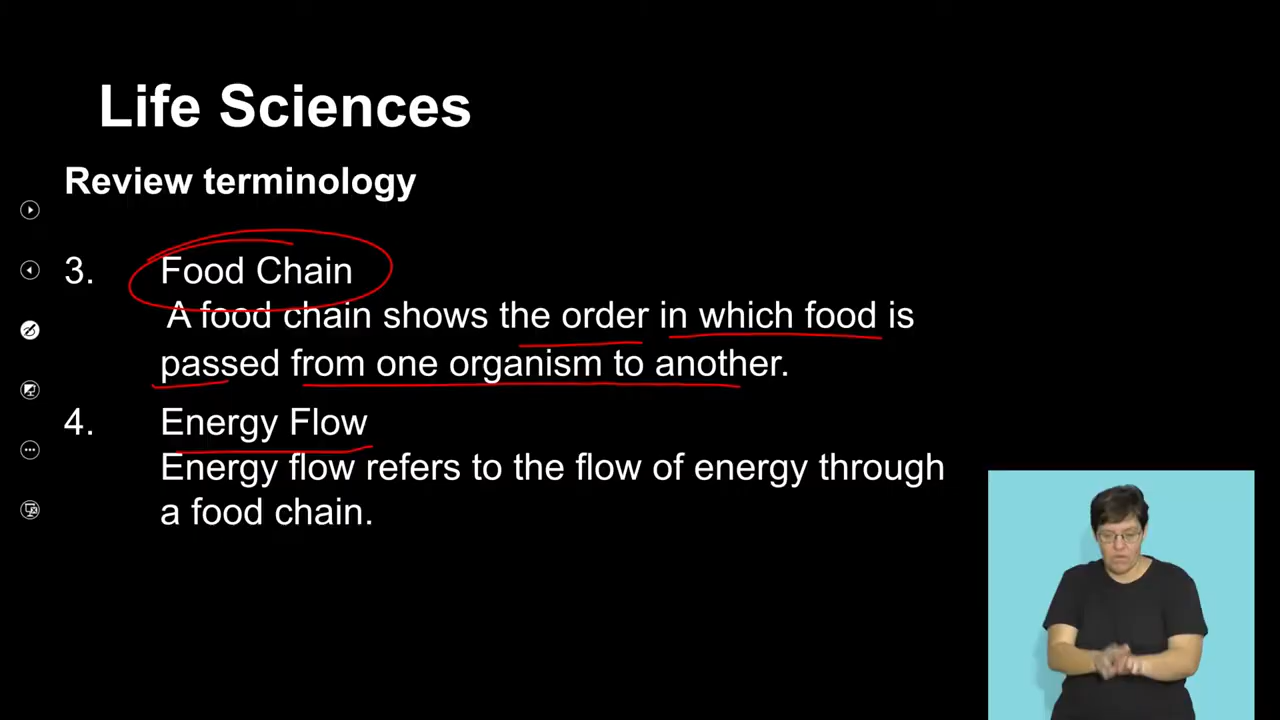 Life Sciences
Review terminology
3. Food Chain
A food chain shows the order in which food is
passed from one organism to another.
4. Energy Flow
Energy flow refers to the flow of energy through
a food chain.